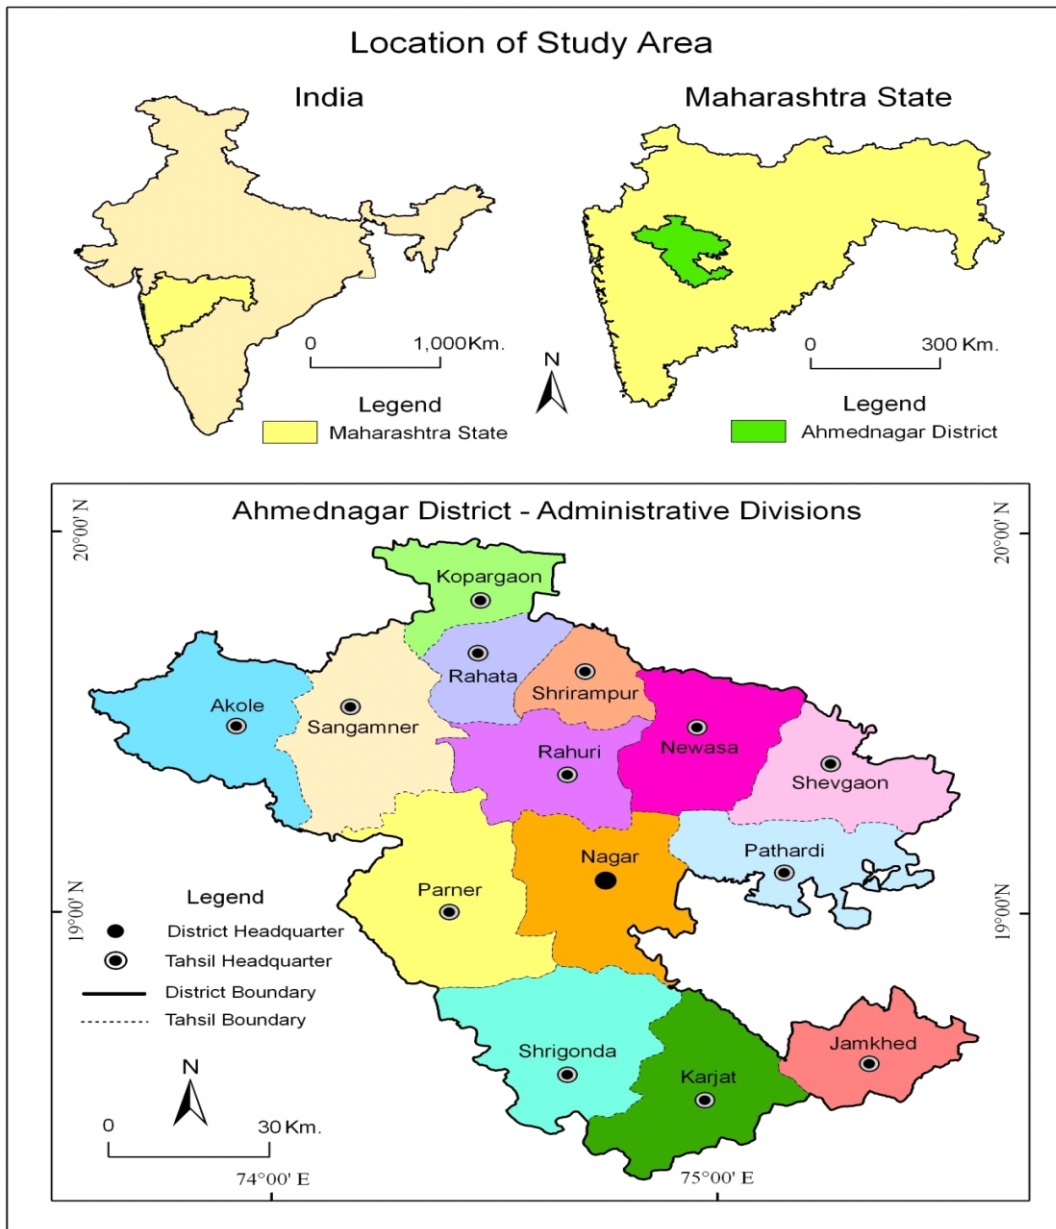 Location of Study Area
India
Maharashtra State
0 1,000Km.
N
0 300 Km.
Legend
Maharashtra State
Legend
Ahmednagar District
Ahmednagar District - Administrative Divisions
20°00' N
20°00' N
Kopargaon
Rahata
Shrirampur
Akole
Sangamner
Rahuri
Newasa
Shevgaon
Nagar
Pathardi
Parner
19°00' N
19°00'N
Legend
District Headquarter
Tahsil Headquarter
District Boundary
Tahsil Boundary
Shrigonda
Karjat
Jamkhed
N
0 30 Km.
74°00' E
75°00' E